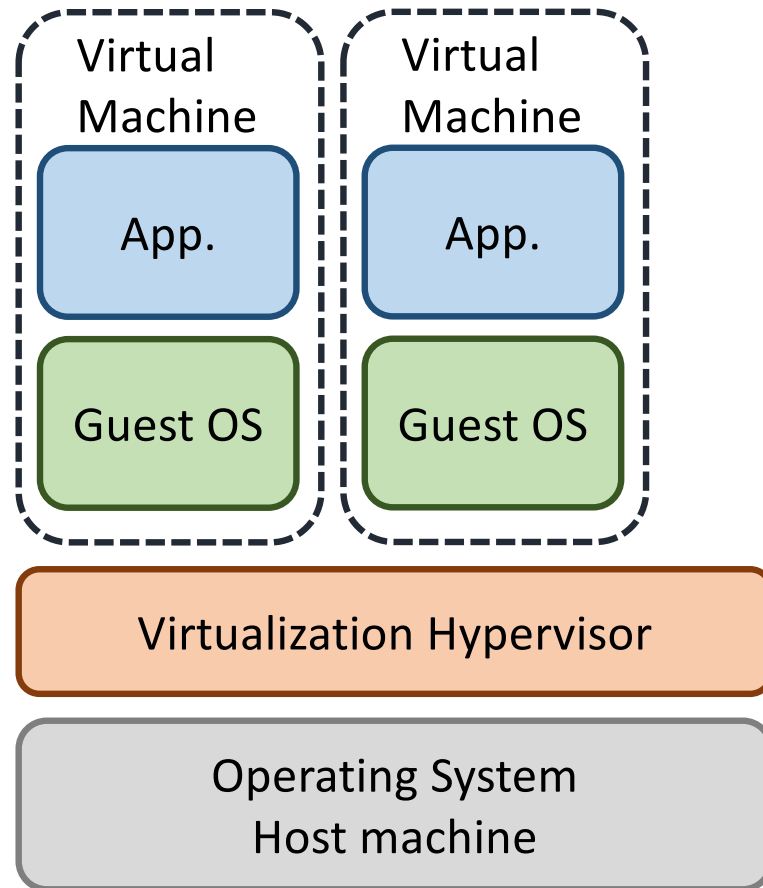 Virtual
Machine
App.
Guest OS
Virtual
Machine
App.
Guest OS
Virtualization Hypervisor
Operating System
Host machine